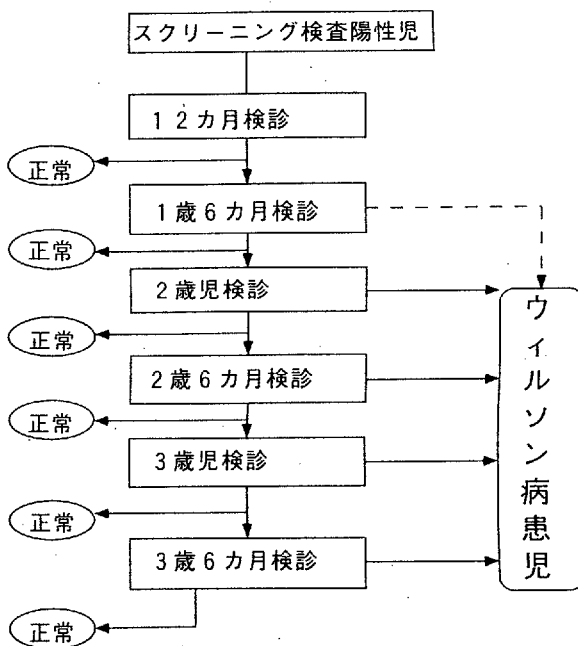 スクリーニング検査陽性児
12カ月検診
正常
1歳6カ月検診
正常
2歳児検診
正常
2歳6カ月検診
正常
3歳児検診
正常
3歳6カ月検診
正常
ウィルソン病患児